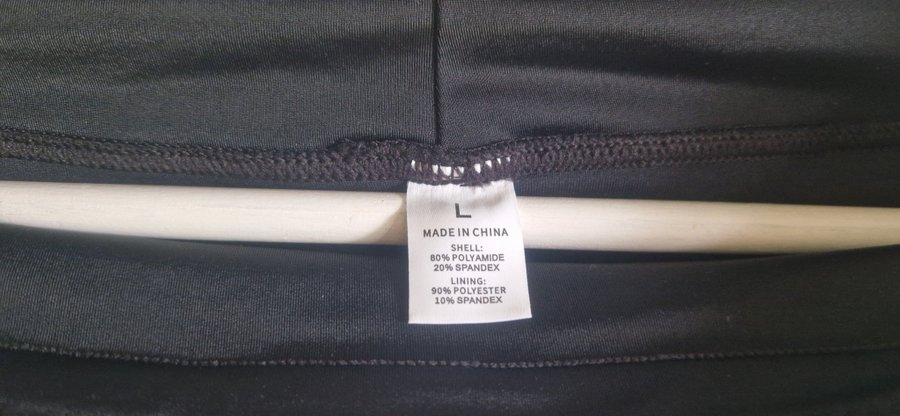 L
MADE IN CHINA
SHELL:
80% POLYAMIDE
20% SPANDEX
LINING:
90% POLYESTER
10% SPANDEX